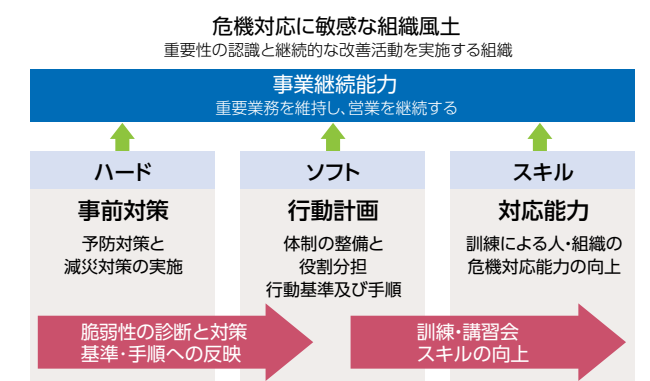 危機対応に敏感な組織風土
重要性の認識と継続的な改善活動を実施する組織
事業継続能力
重要業務を維持し、営業を継続する
ハード
事前対策
予防対策と
減災対策の実施
ソフト
行動計画
体制の整備と
役割分担
行動基準及び手順
スキル
対応能力
訓練による人・組織の
危機対応能力の向上
脆弱性の診断と対策
基準・手順への反映
訓練・講習会
スキルの向上